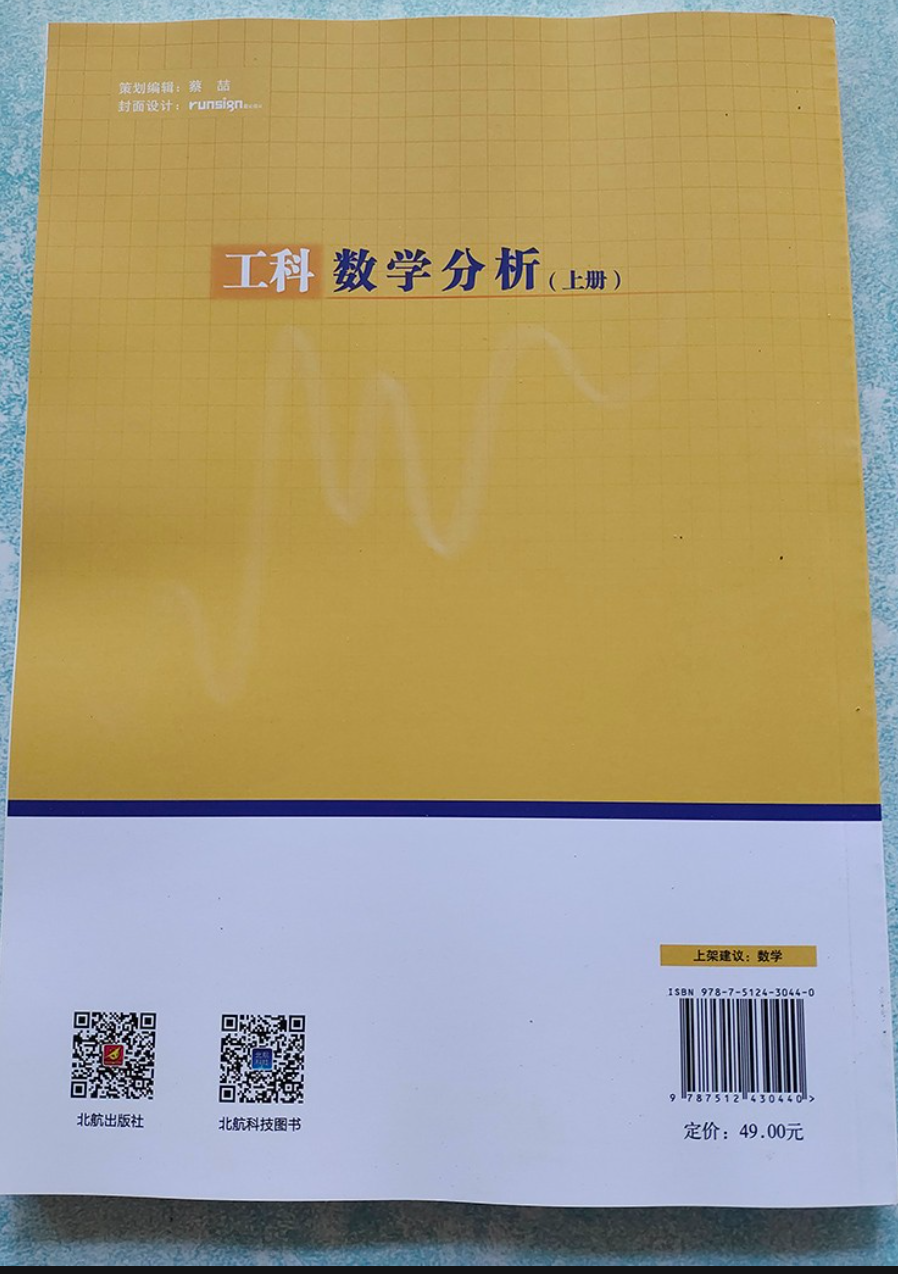 策划编辑：蔡 喆
封面设计：runsign
工科 数学分析（上册）
上架建议：数学
ISBN 978-7-5124-3044-0
9 787512 430440 >
定价：49.00元
北航出版社
北航科技图书